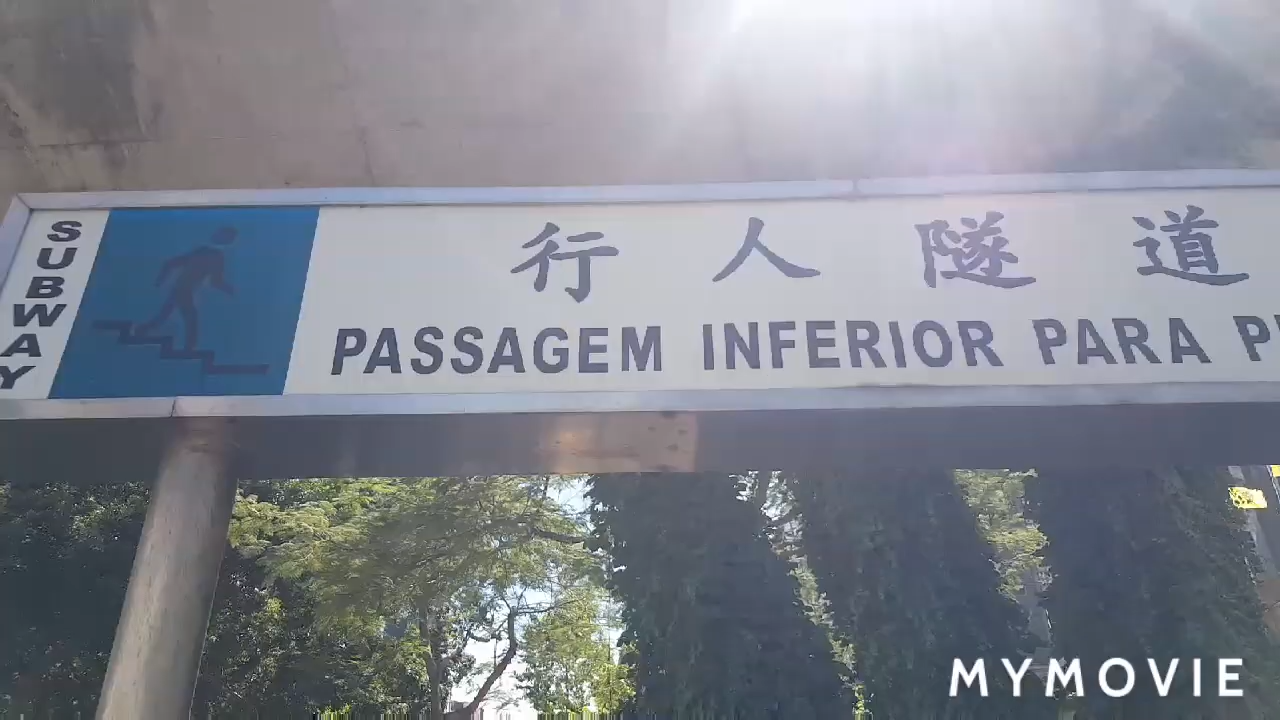 SUBWAY
行人隧道
PASSAGEM INFERIOR PARA
MYMOVIE